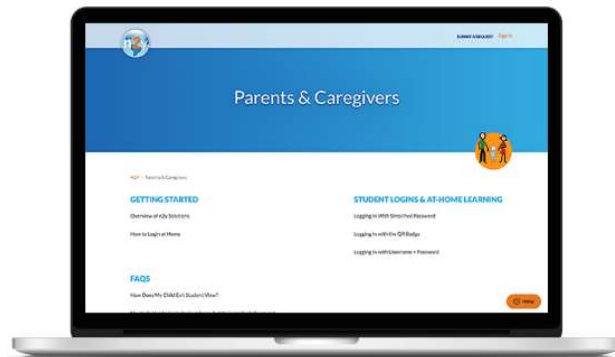 SUBMIT A REQUEST Sign in
Parents & Caregivers
n2y > Parents & Caregivers
GETTING STARTED
Overview of n2y Solutions
How to Login at Home
STUDENT LOGINS & AT-HOME LEARNING
Logging In With Simplified Password
Logging In with the QR Badge
Logging In with Username + Password
FAQS
How Does My Child Exit Student View?
Help